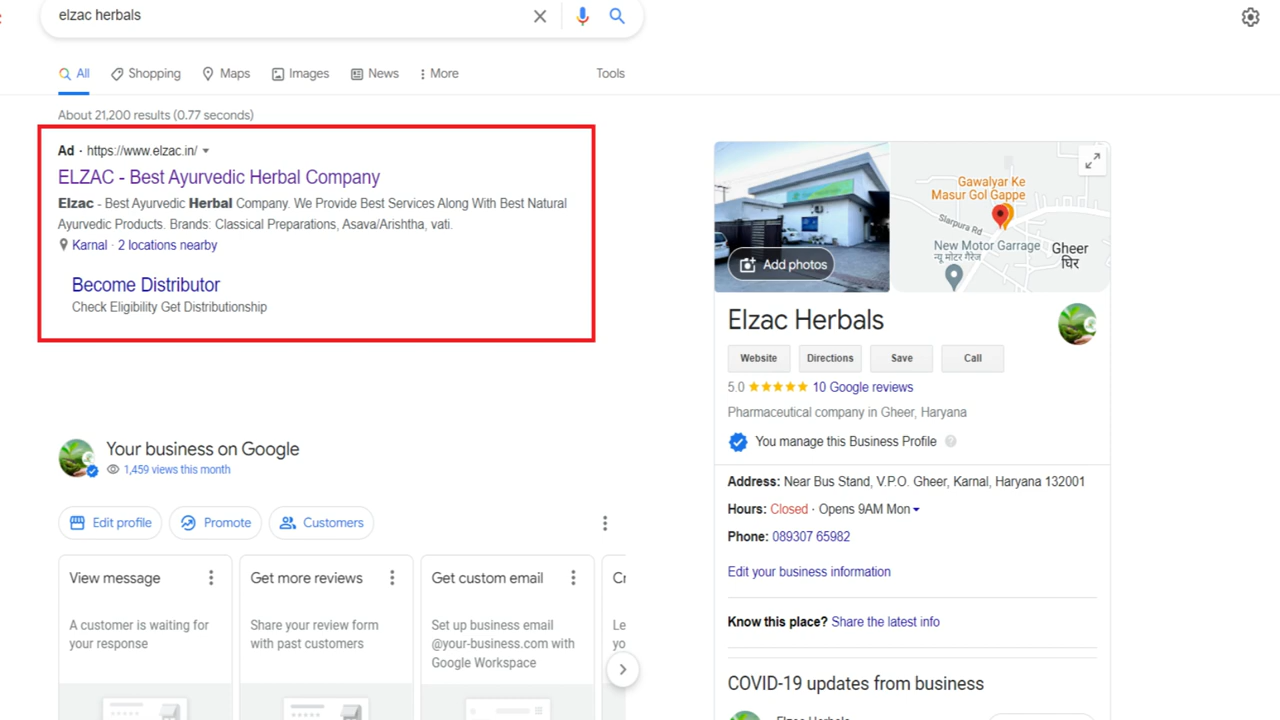 elzac herbals
All
Shopping
Maps
Images
News
More
Tools
About 21,200 results (0.77 seconds)
Ad · https://www.elzac.in/
ELZAC - Best Ayurvedic Herbal Company
Elzac - Best Ayurvedic Herbal Company. We Provide Best Services Along With Best Natural
Ayurvedic Products. Brands: Classical Preparations, Asava/Arishtha, vati.
Karnal · 2 locations nearby
Become Distributor
Check Eligibility Get Distributionship
Your business on Google
1,459 views this month
Edit profile
Promote
Customers
View message
A customer is waiting for
your response
Get more reviews
Share your review form
with past customers
Get custom email
Set up business email
@your-business.com with
Google Workspace
Cr
Le
yo
Add photos
Gawalyar Ke
Masur Gol Gappe
Slarpura Rd
New Motor Garrage
न्यू मोटर गैरेज
Gheer
घिर
Elzac Herbals
Website
Directions
Save
Call
5.0
10 Google reviews
Pharmaceutical company in Gheer, Haryana
You manage this Business Profile
Address: Near Bus Stand, V.P.O. Gheer, Karnal, Haryana 132001
Hours: Closed · Opens 9AM Mon
Phone: 089307 65982
Edit your business information
Know this place? Share the latest info
COVID-19 updates from business
Elzac Herbals